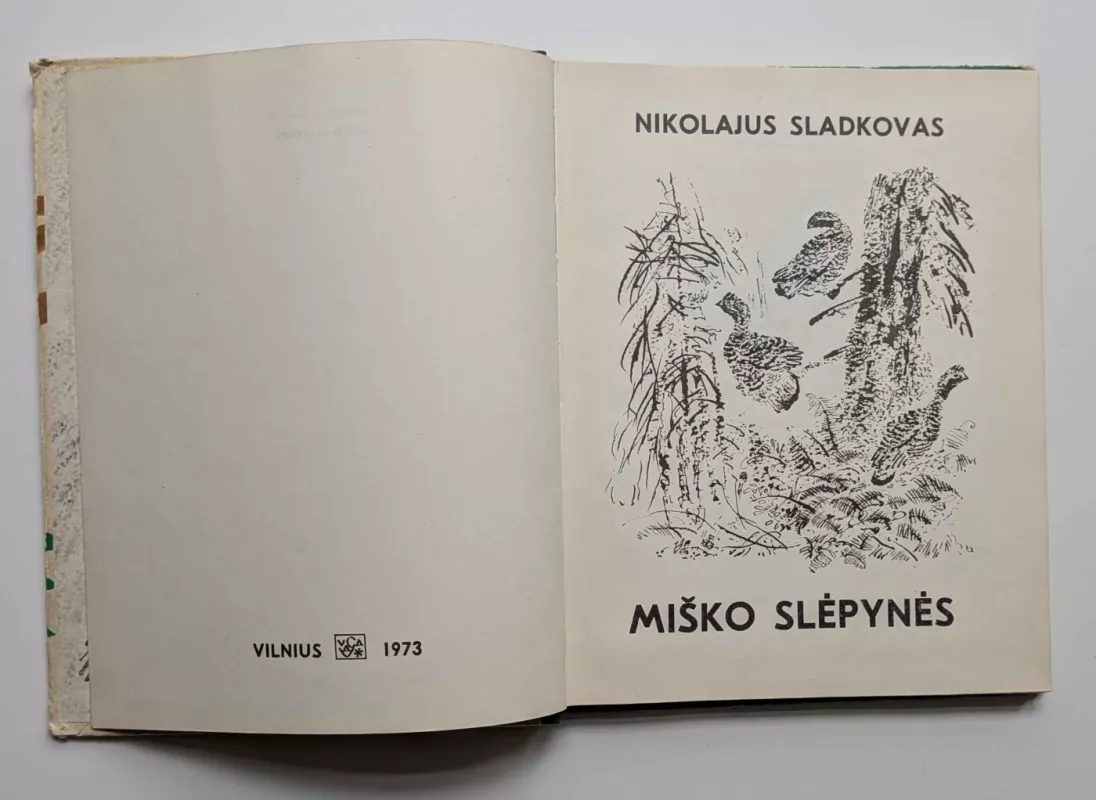 VILNIUS 1973
NIKOLAJUS SLADKOVAS
MIŠKO SLĖPYNĖS